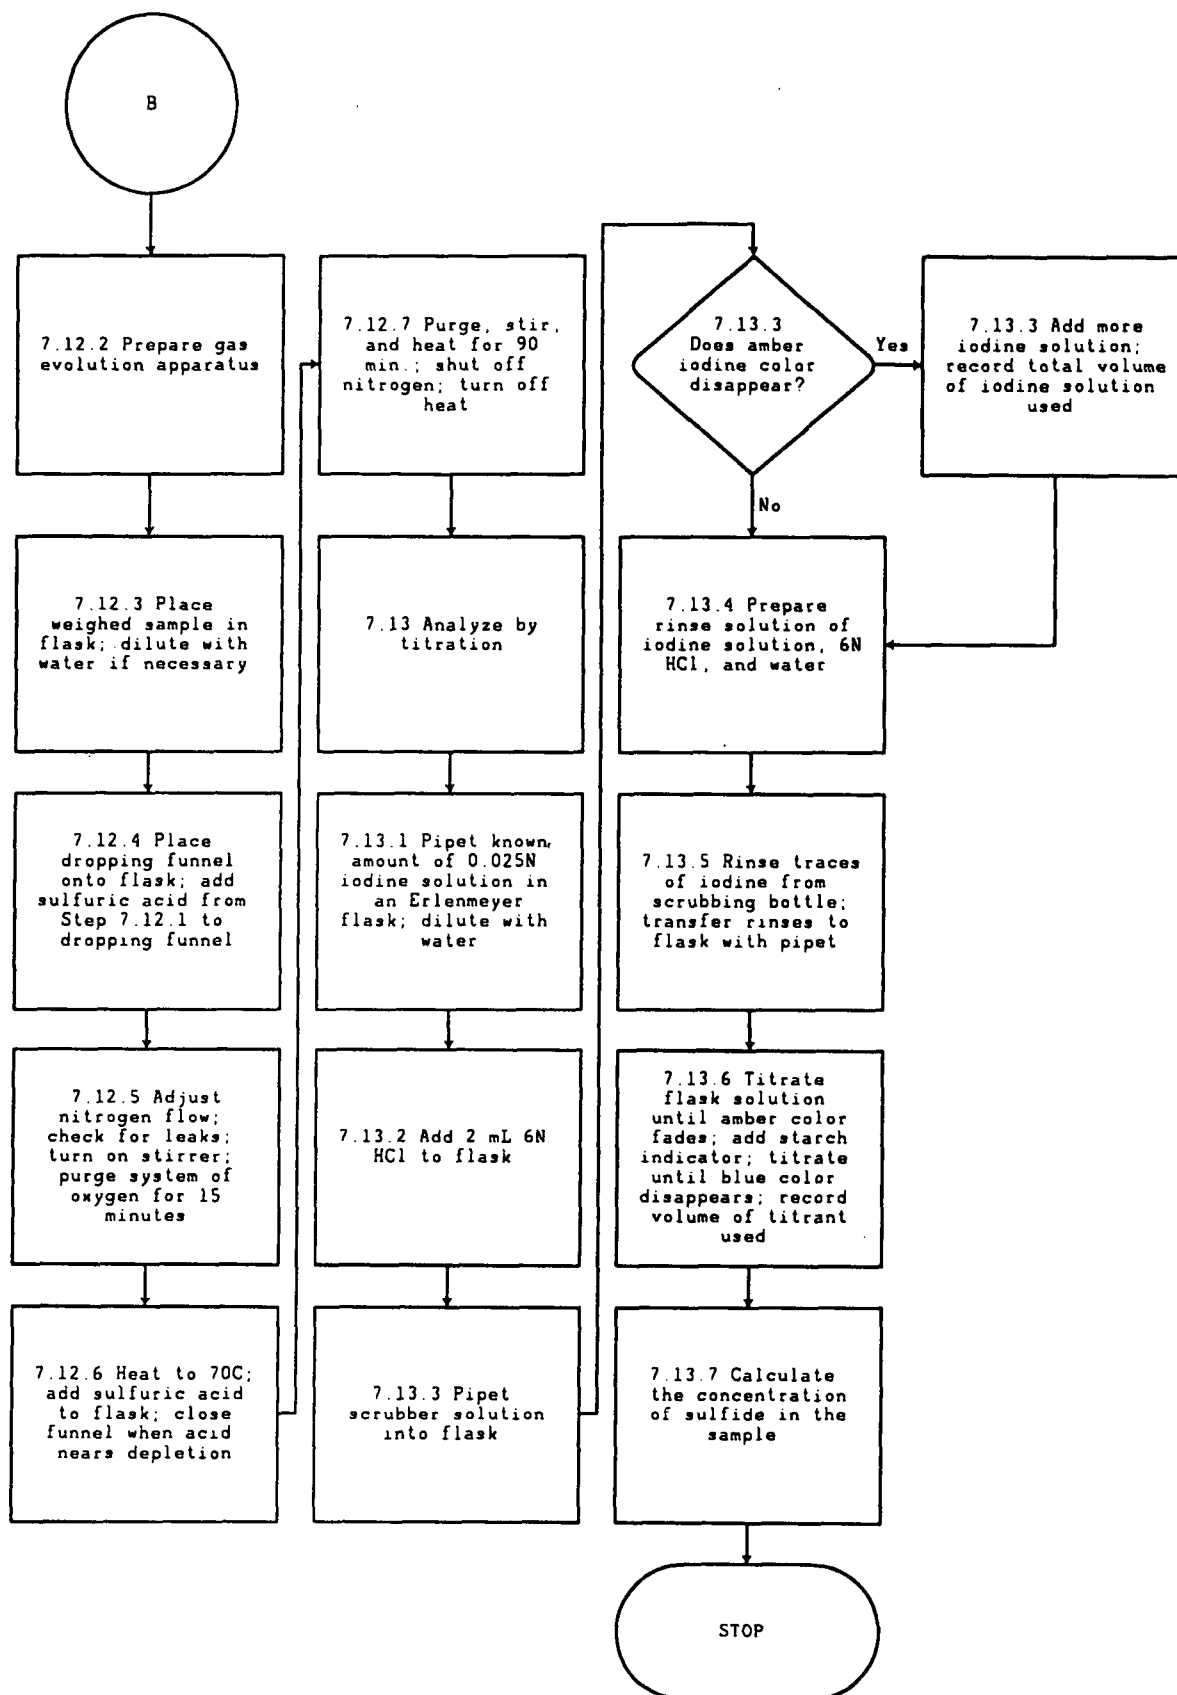 B
7.12.2 Prepare gas
evolution apparatus
7.12.3 Place
weighed sample in
flask; dilute with
water if necessary
7.12.4 Place
dropping funnel
onto flask; add
sulfuric acid from
Step 7.12.1 to
dropping funnel
7.12.5 Adjust
nitrogen flow;
check for leaks;
turn on stirrer;
purge system of
oxygen for 15
minutes
7.12.6 Heat to 70C;
add sulfuric acid
to flask; close
funnel when acid
nears depletion
7.12.7 Purge, stir,
and heat for 90
min.; shut off
nitrogen; turn off
heat
7.13 Analyze by
titration
7.13.1 Pipet known
amount of 0.025N
iodine solution in
an Erlenmeyer
flask; dilute with
water
7.13.2 Add 2 mL 6N
HCl to flask
7.13.3 Pipet
scrubber solution
into flask
7.13.3
Does amber
iodine color
disappear?
Yes
No
7.13.3 Add more
iodine solution;
record total volume
of iodine solution
used
7.13.4 Prepare
rinse solution of
iodine solution, 6N
HCl, and water
7.13.5 Rinse traces
of iodine from
scrubbing bottle;
transfer rinses to
flask with pipet
7.13.6 Titrate
flask solution
until amber color
fades; add starch
indicator; titrate
until blue color
disappears; record
volume of titrant
used
7.13.7 Calculate
the concentration
of sulfide in the
sample
STOP